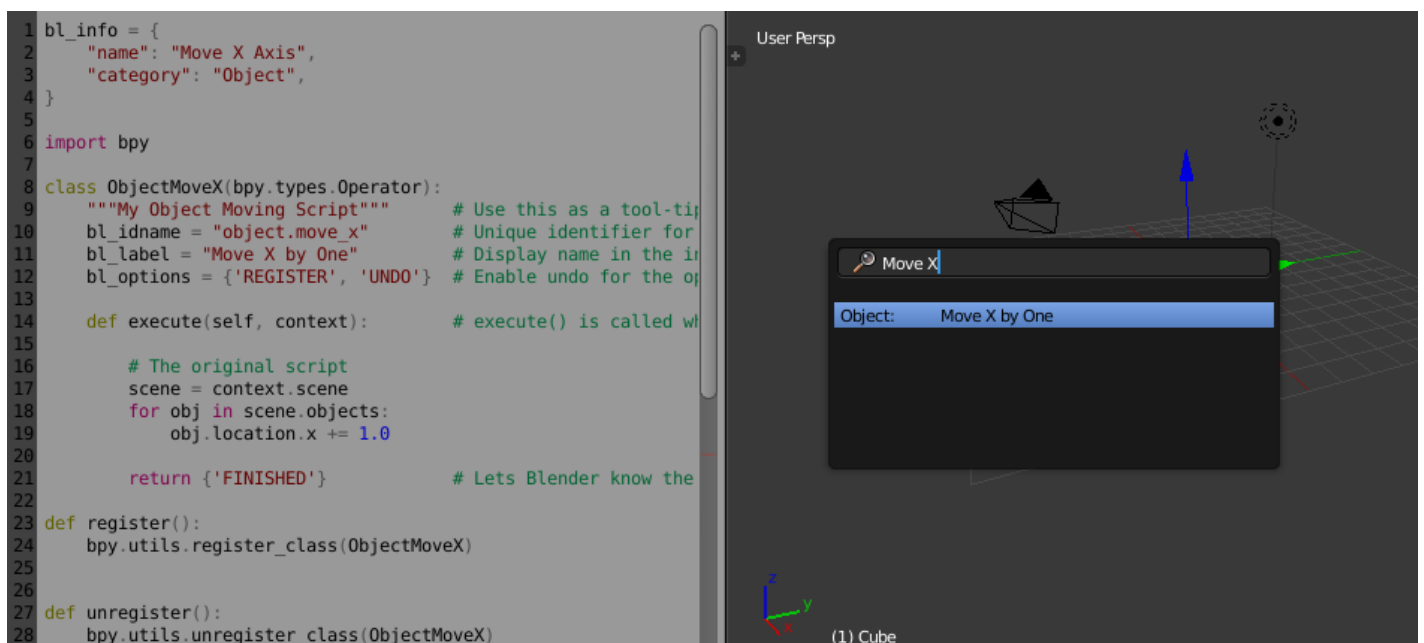 1 bl_info = {
2     "name": "Move X Axis",
3     "category": "Object",
4 }
5
6 import bpy
7
8 class ObjectMoveX(bpy.types.Operator):
9     """My Object Moving Script"""      # Use this as a tool-tip
10     bl_idname = "object.move_x"        # Unique identifier for
11     bl_label = "Move X by One"         # Display name in the
12     bl_options = {'REGISTER', 'UNDO'}  # Enable undo for the
13
14     def execute(self, context):        # execute() is called
15
16         # The original script
17         scene = context.scene
18         for obj in scene.objects:
19             obj.location.x += 1.0
20
21         return {'FINISHED'}            # Lets Blender know the
22
23 def register():
24     bpy.utils.register_class(ObjectMoveX)
25
26
27 def unregister():
28     bpy.utils.unregister_class(ObjectMoveX)
User Persp
Move X
Object: Move X by One
z
y
x
(1) Cube